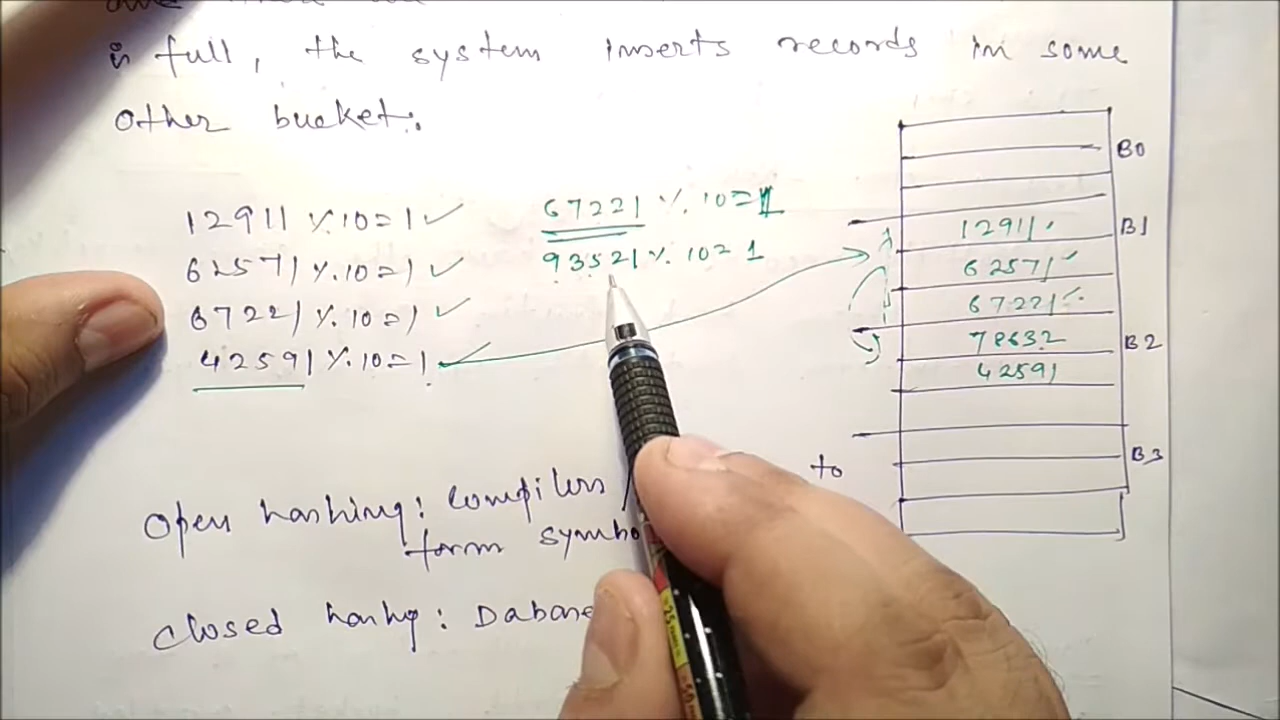 is full, the system inserts records in some
other bucket.
12911 % 10 = 1 ✓
62571 % 10 = 1 ✓
67221 % 10 = 1 ✓
42591 % 10 = 1 ✓
67221 % 10 = 1
93521 % 10 = 1
B0
12911 B1
62571
67221
78632 B2
42591
B3
Open hashing: Compilers to
form symbo
Closed hashg: Dabase